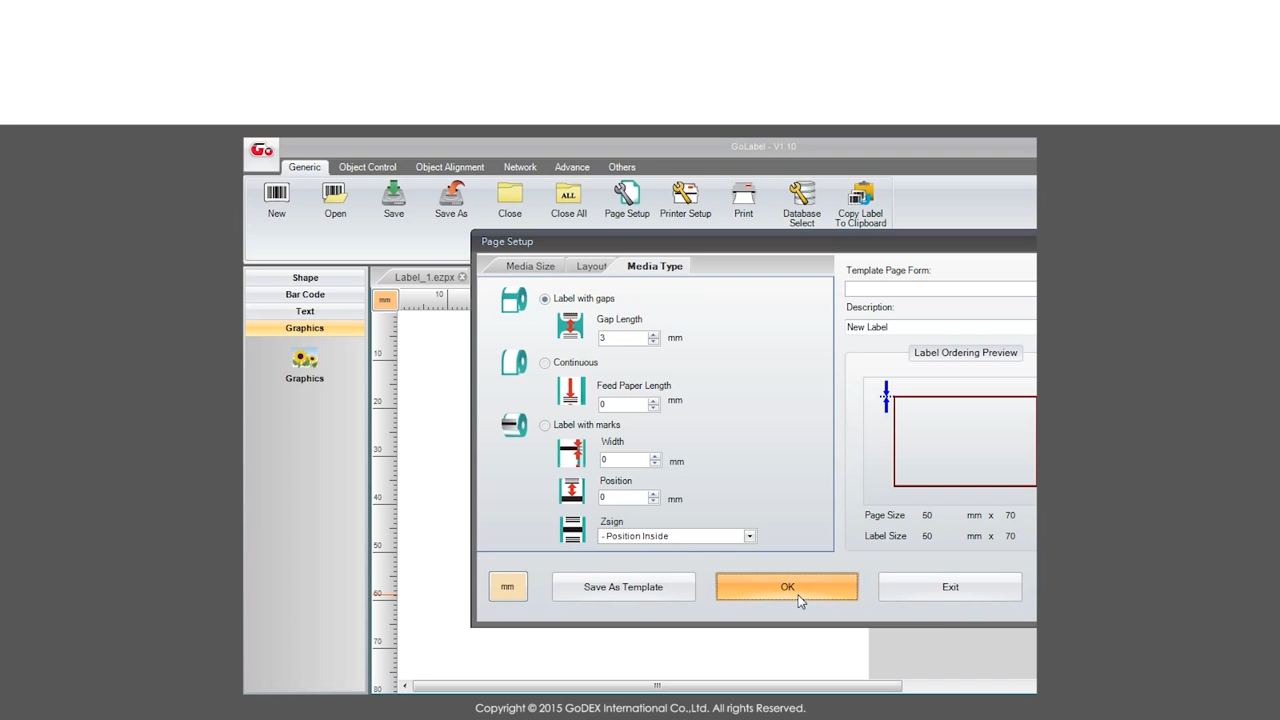 GoLabel - V1.10
Go
Generic Object Control Object Alignment Network Advance Others
New Open Save Save As Close ALL Close All Page Setup Printer Setup Print Database Select Copy Label To Clipboard
Page Setup
Shape
Bar Code
Text
Graphics
Graphics
Label_1.ezpx
mm
10
10
20
30
40
50
60
70
80
Media Size Layout Media Type
Label with gaps
Gap Length
3 mm
Continuous
Feed Paper Length
0 mm
Label with marks
Width
0 mm
Position
0 mm
Zsign
- Position Inside
Template Page Form:
Description:
New Label
Label Ordering Preview
Page Size 50 mm x 70
Label Size 50 mm x 70
mm Save As Template OK Exit
Copyright © 2015 GoDEX International Co.,Ltd. All rights Reserved.